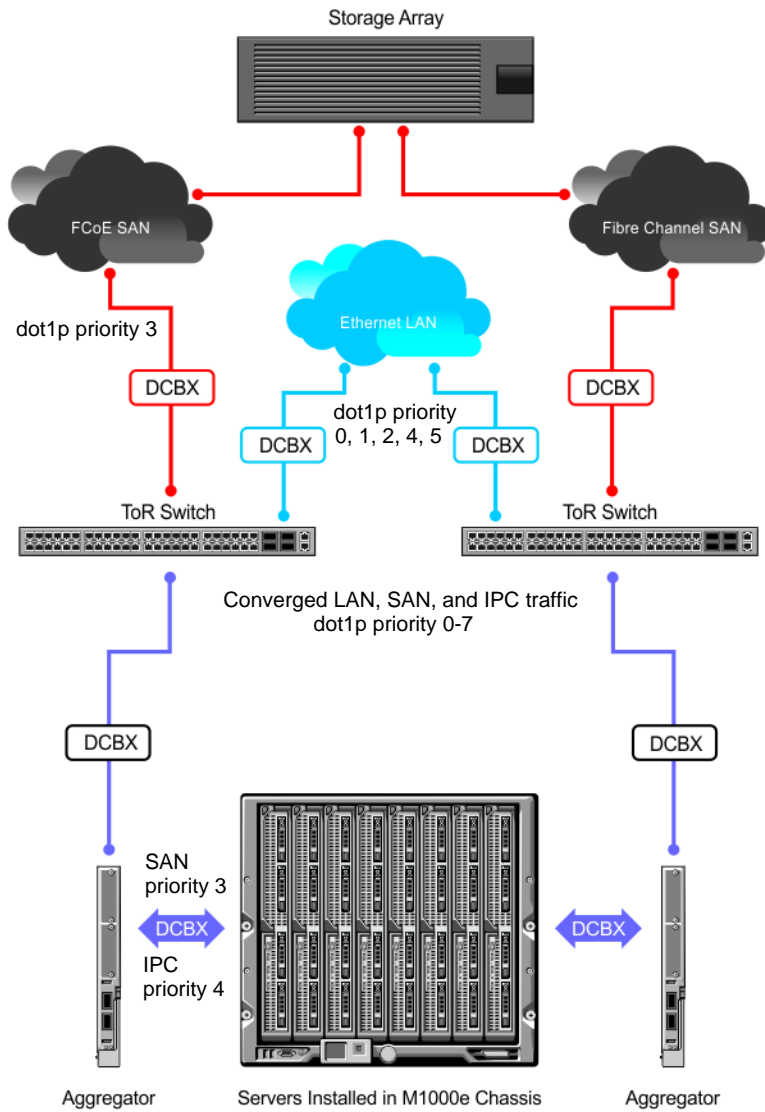 Storage Array
FCoE SAN
Fibre Channel SAN
Ethernet LAN
dot1p priority 3
DCBX
DCBX
dot1p priority
0, 1, 2, 4, 5
DCBX
DCBX
ToR Switch
ToR Switch
Converged LAN, SAN, and IPC traffic
dot1p priority 0-7
DCBX
DCBX
SAN
priority 3
DCBX
DCBX
IPC
priority 4
Aggregator
Servers Installed in M1000e Chassis
Aggregator